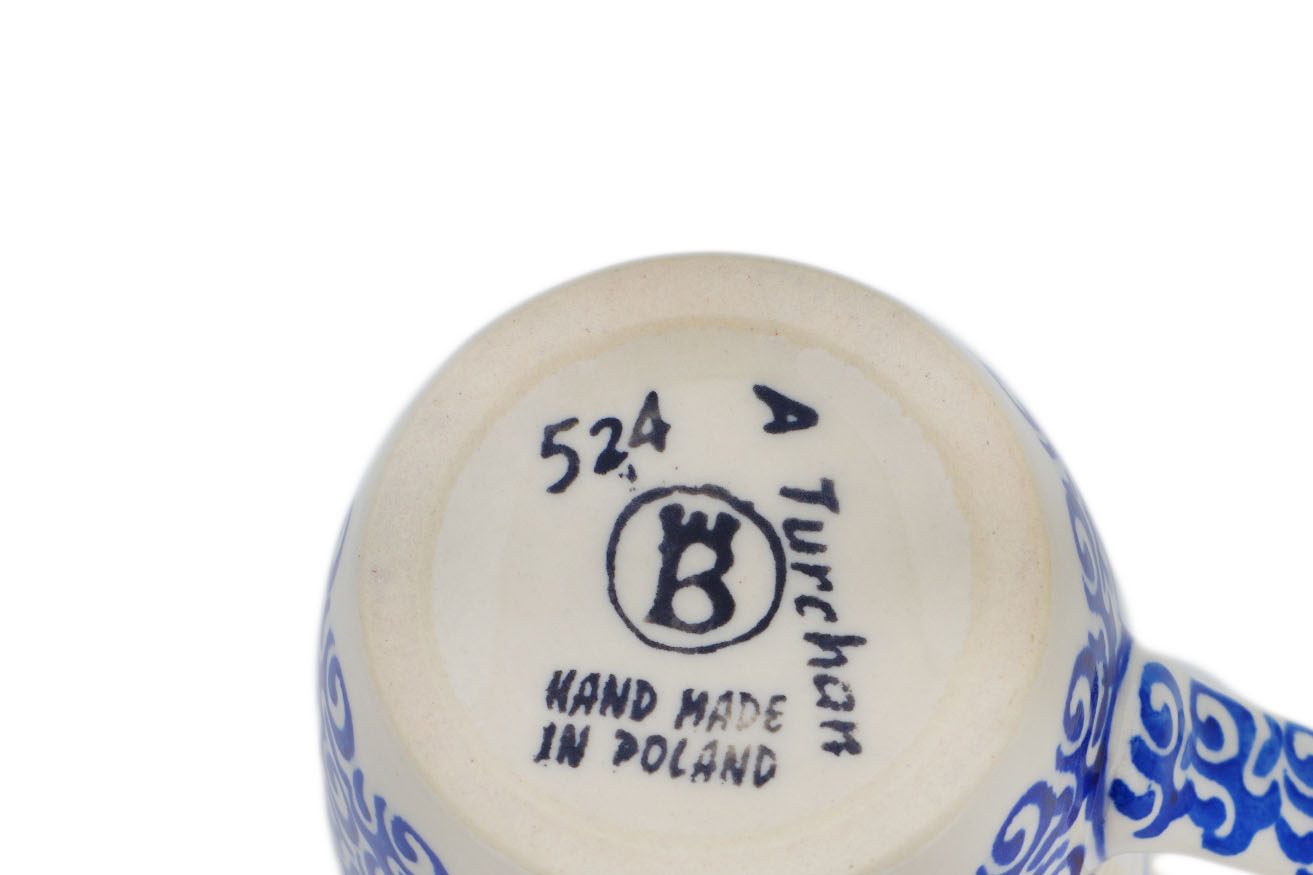 524
A Turchan
B
HAND MADE
IN POLAND